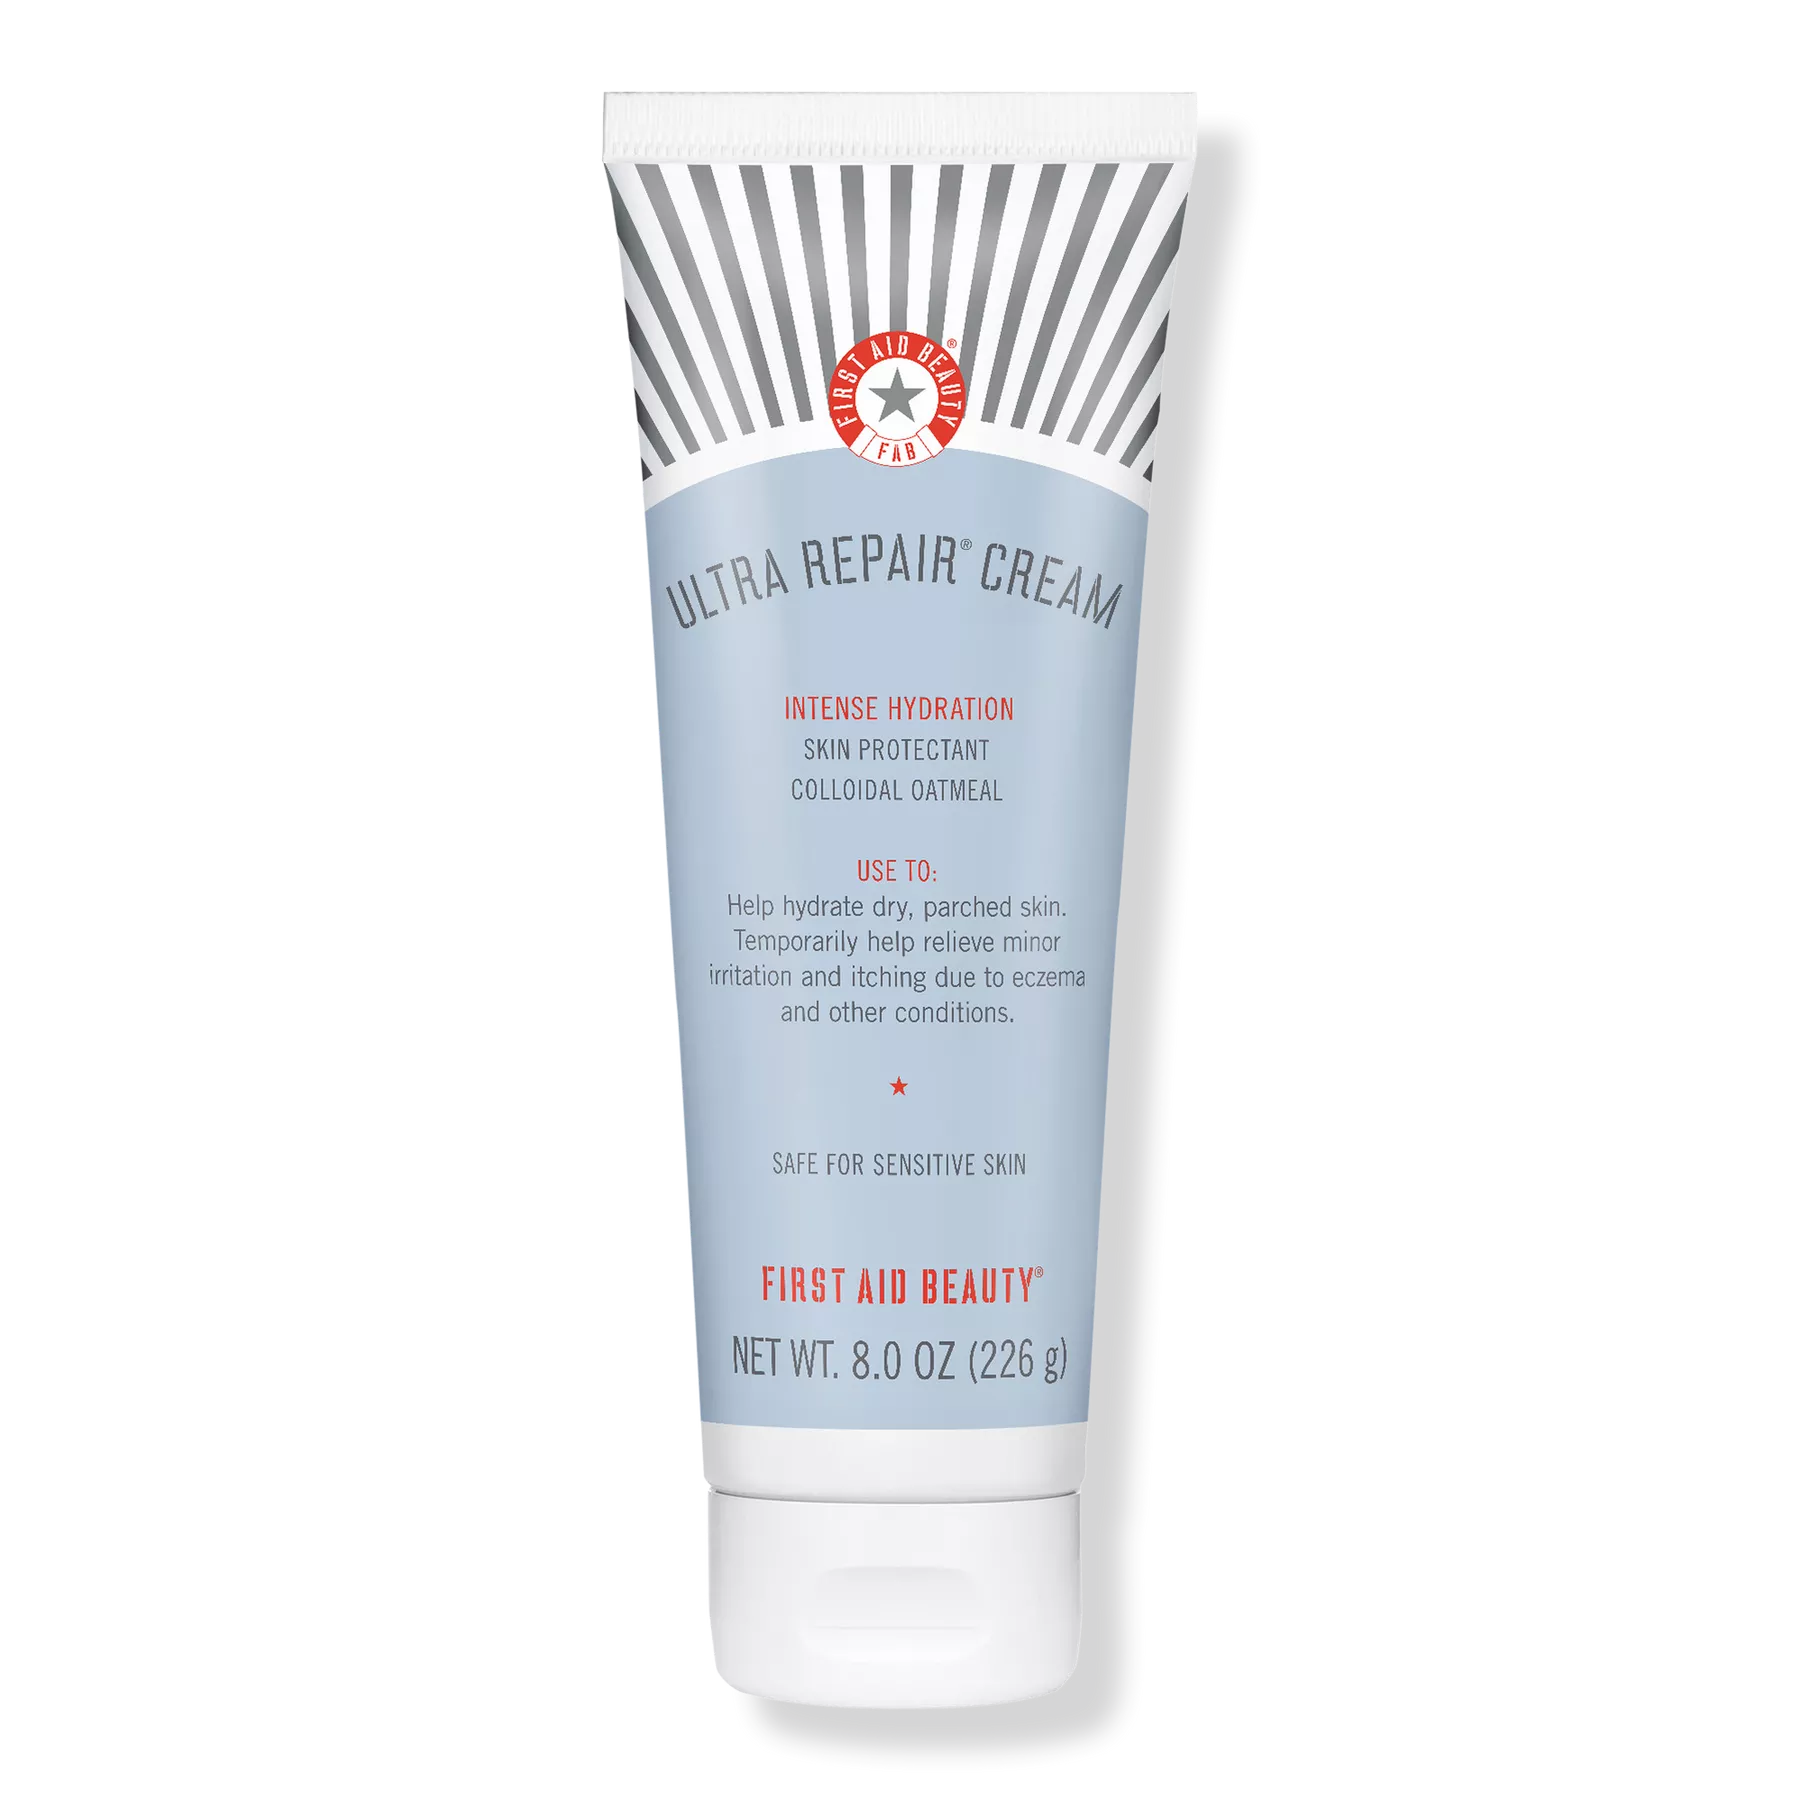 FIRST AID BEAUTY®
FAB
ULTRA REPAIR® CREAM
INTENSE HYDRATION
SKIN PROTECTANT
COLLOIDAL OATMEAL
USE TO:
Help hydrate dry, parched skin.
Temporarily help relieve minor
irritation and itching due to eczema
and other conditions.
SAFE FOR SENSITIVE SKIN
FIRST AID BEAUTY®
NET WT. 8.0 OZ (226 g)